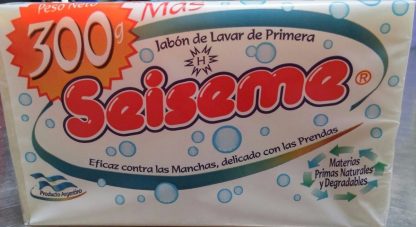 Peso Neto
300g
Más
Jabón de Lavar de Primera
H
Seiseme®
Eficaz contra las Manchas, delicado con las Prendas
Materias
Primas Naturales
y Degradables
Producto Argentino